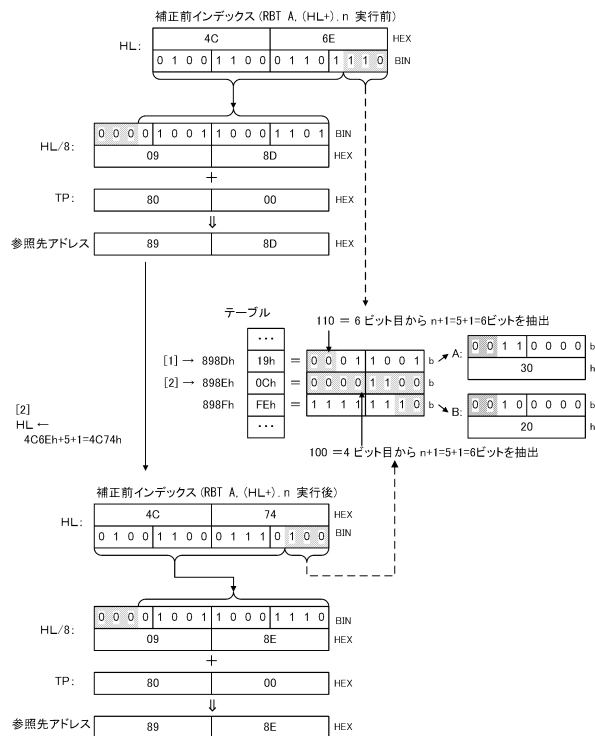 補正前インデックス (RBT A, (HL+).n 実行前)
HL: 4C 6E HEX
0 1 0 0 1 1 0 0 0 1 1 0 1 1 1 0 BIN
HL/8: 0 0 0 0 1 0 0 1 1 0 0 0 1 1 0 1 BIN
09 8D HEX
+
TP: 80 00 HEX
⇓
参照先アドレス 89 8D HEX
テーブル
110 = 6 ビット目から n+1=5+1=6ビットを抽出
...
[1] → 898Dh 19h = 0 0 0 1 1 0 0 1 b
A: 0 0 1 1 0 0 0 0 b
30 h
[2] → 898Eh 0Ch = 0 0 0 0 1 1 0 0 b
898Fh FEh = 1 1 1 1 1 1 1 0 b
B: 0 0 1 0 0 0 0 0 b
20 h
...
100 =4 ビット目から n+1=5+1=6ビットを抽出
[2]
HL ←
4C6Eh+5+1=4C74h
補正前インデックス (RBT A, (HL+).n 実行後)
HL: 4C 74 HEX
0 1 0 0 1 1 0 0 0 1 1 1 0 1 0 0 BIN
HL/8: 0 0 0 0 1 0 0 1 1 0 0 0 1 1 1 0 BIN
09 8E HEX
+
TP: 80 00 HEX
⇓
参照先アドレス 89 8E HEX